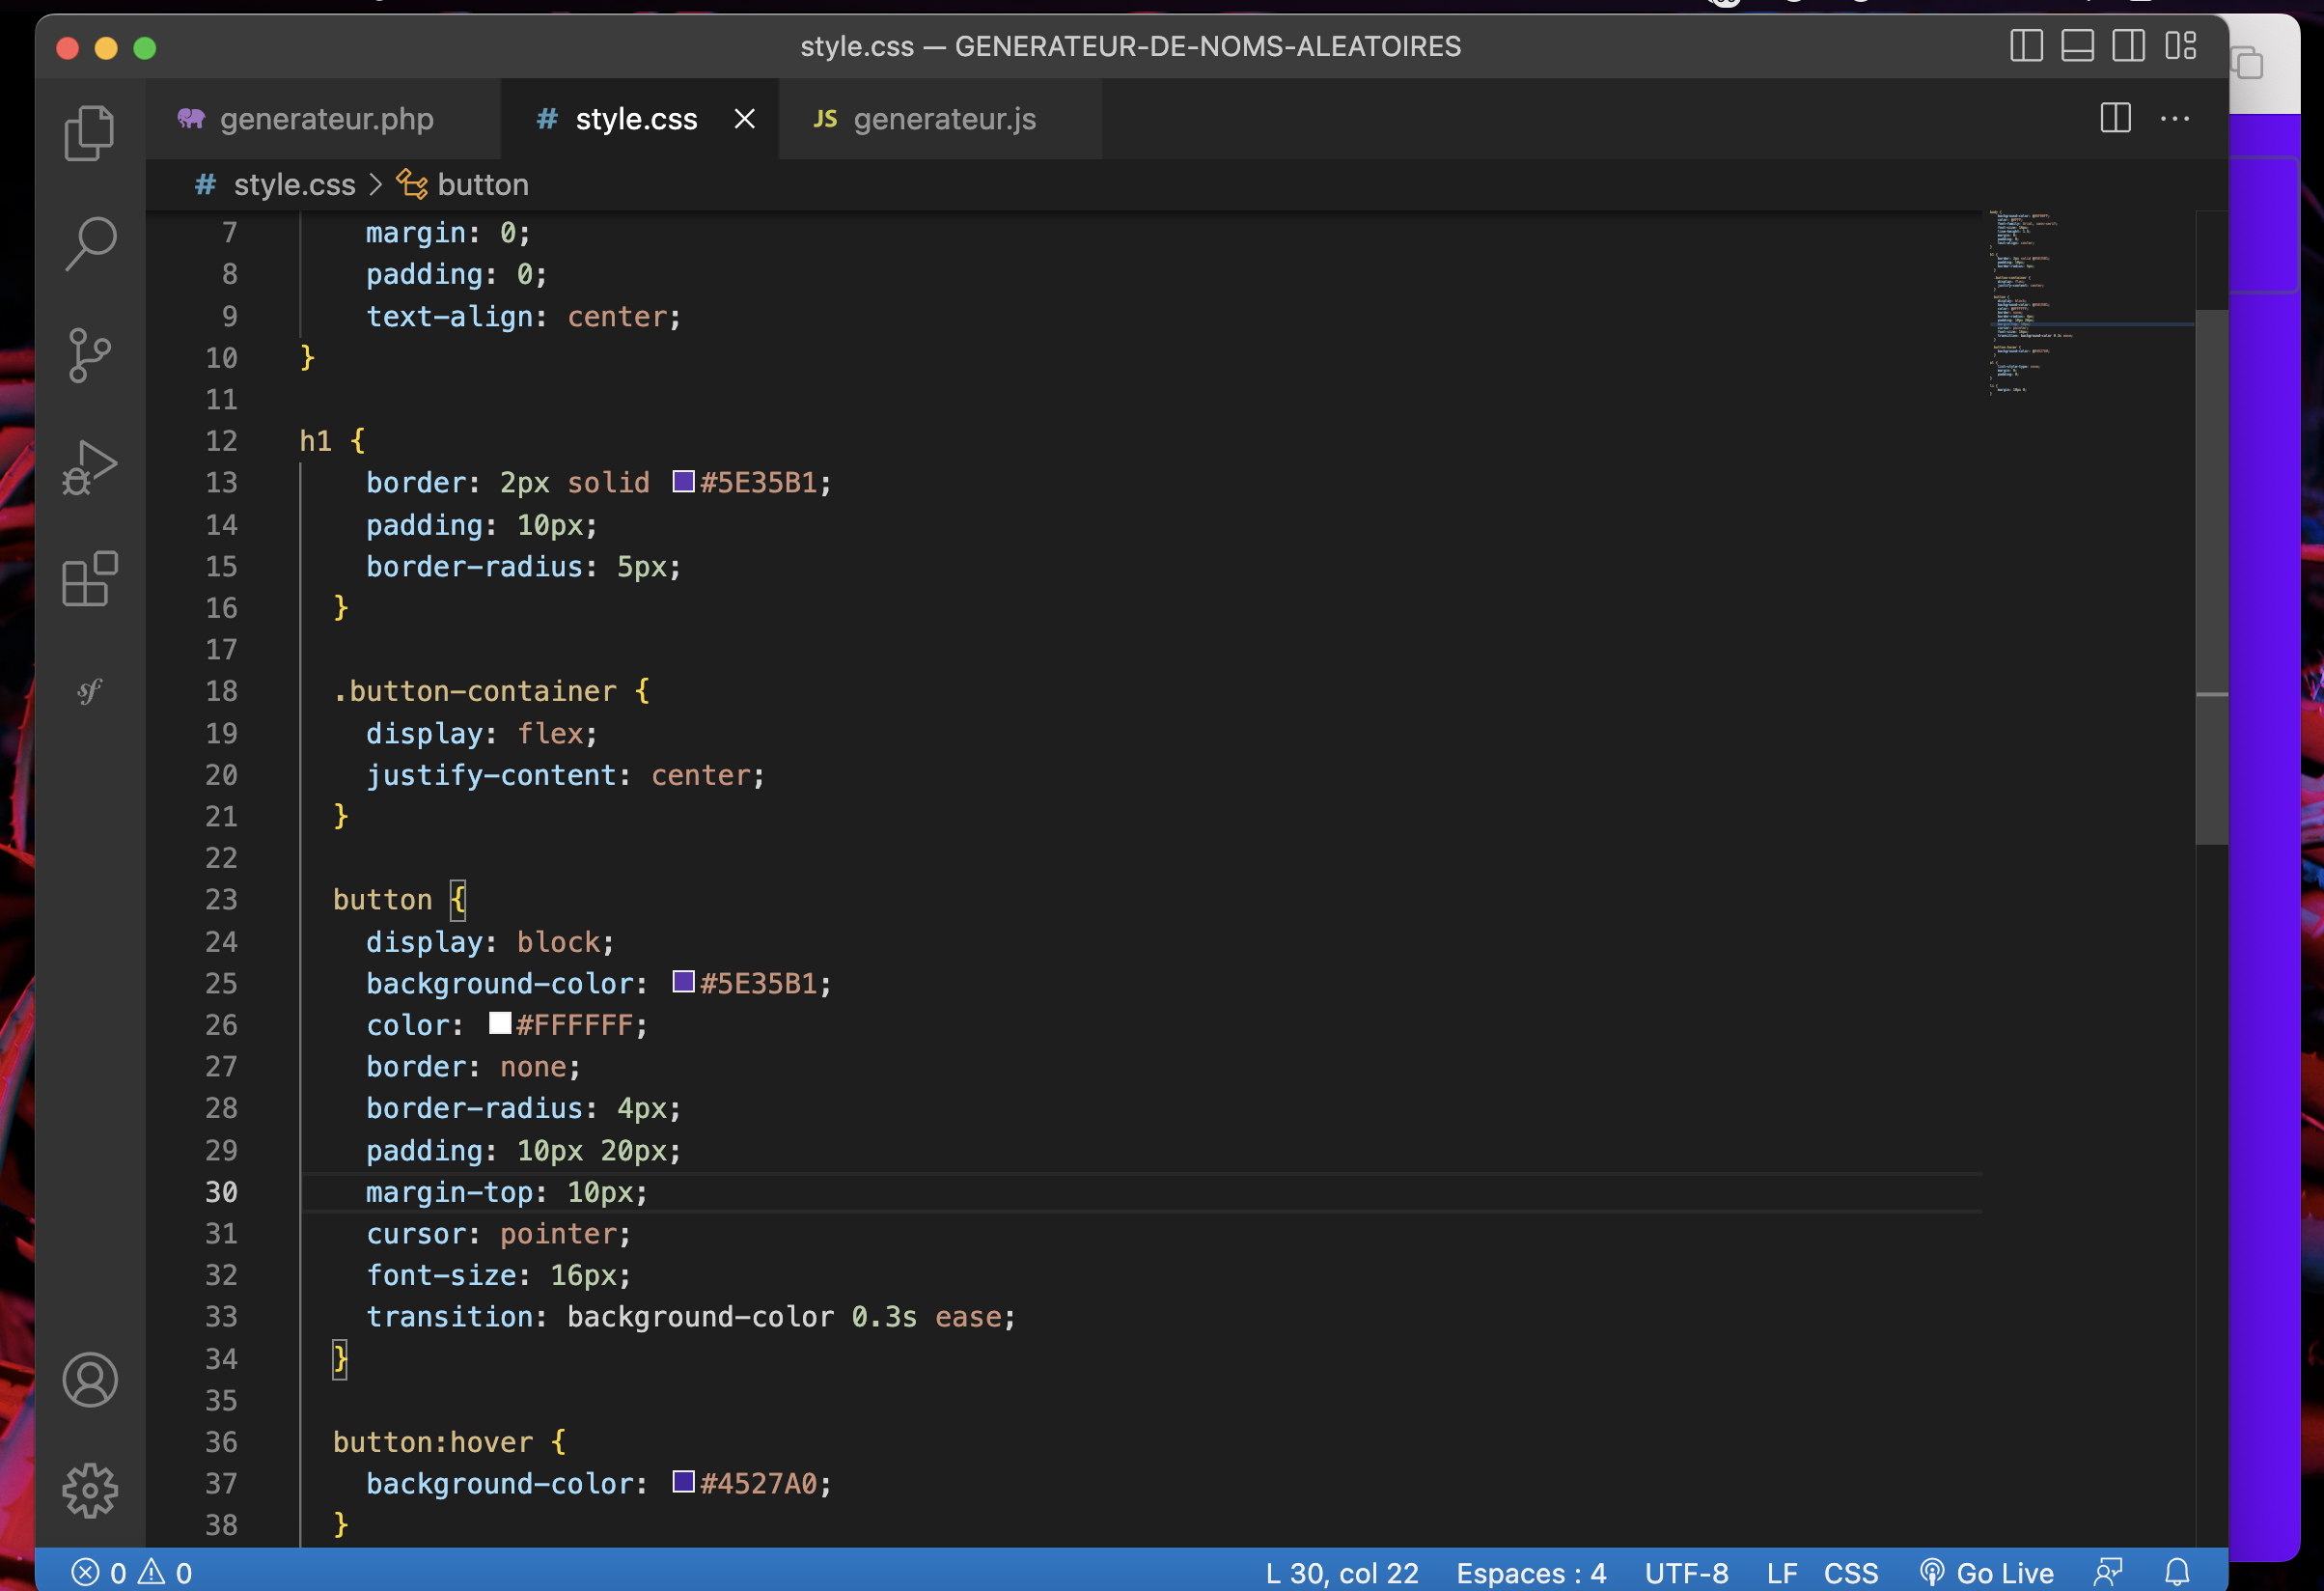 style.css — GENERATEUR-DE-NOMS-ALEATOIRES
generateur.php
# style.css
JS generateur.js
# style.css > button
7 margin: 0;
8 padding: 0;
9 text-align: center;
10 }
11
12 h1 {
13 border: 2px solid #5E35B1;
14 padding: 10px;
15 border-radius: 5px;
16 }
17
18 .button-container {
19 display: flex;
20 justify-content: center;
21 }
22
23 button {
24 display: block;
25 background-color: #5E35B1;
26 color: #FFFFFF;
27 border: none;
28 border-radius: 4px;
29 padding: 10px 20px;
30 margin-top: 10px;
31 cursor: pointer;
32 font-size: 16px;
33 transition: background-color 0.3s ease;
34 }
35
36 button:hover {
37 background-color: #4527A0;
38 }
sf
0 0 L 30, col 22 Espaces : 4 UTF-8 LF CSS Go Live